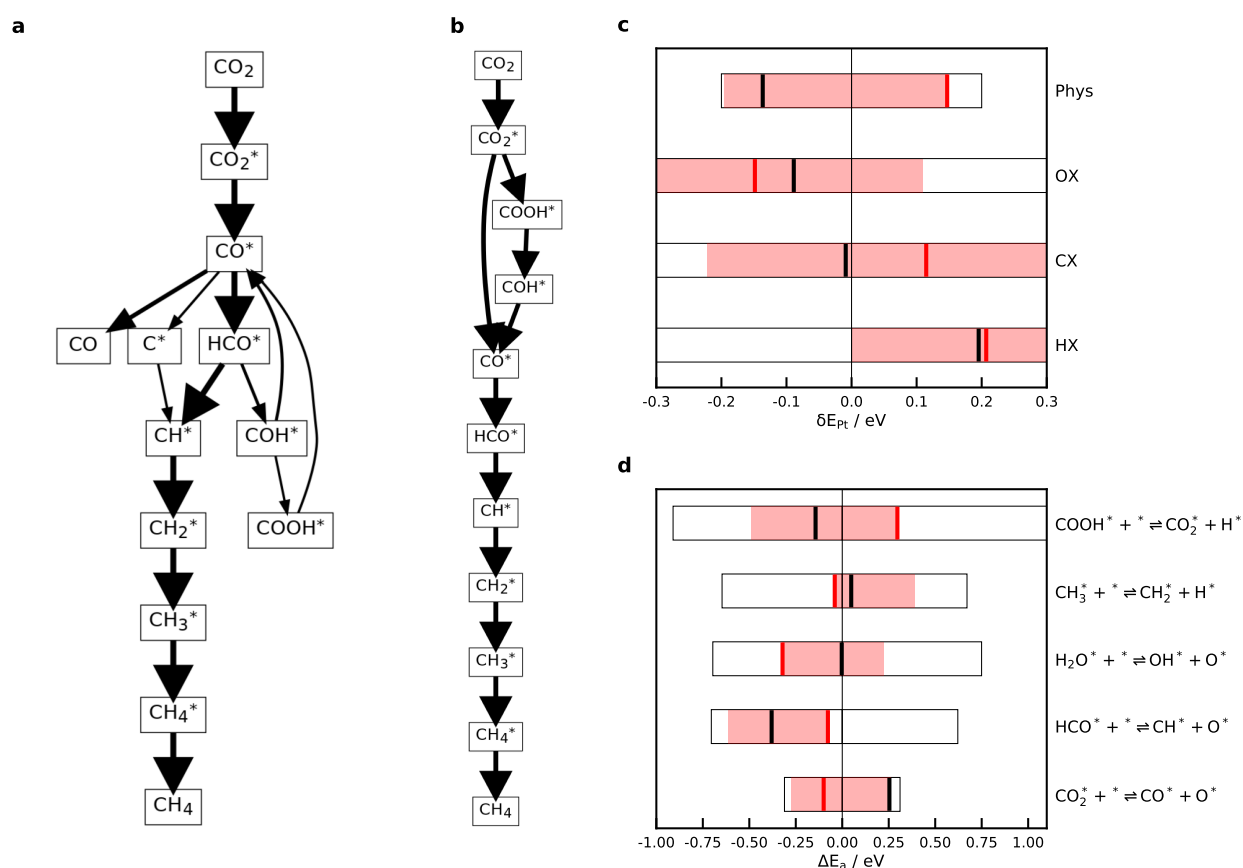 a
CO₂
CO₂*
CO*
CO C* HCO*
CH* COH*
CH₂* COOH*
CH₃*
CH₄*
CH₄
b
CO₂
CO₂*
COOH*
COH*
CO*
HCO*
CH*
CH₂*
CH₃*
CH₄*
CH₄
c
Phys
OX
CX
HX
-0.3 -0.2 -0.1 0.0 0.1 0.2 0.3
δE_Pt / eV
d
COOH* + * ⇌ CO₂* + H*
CH₃* + * ⇌ CH₂* + H*
H₂O* + * ⇌ OH* + O*
HCO* + * ⇌ CH* + O*
CO₂* + * ⇌ CO* + O*
-1.00 -0.75 -0.50 -0.25 0.00 0.25 0.50 0.75 1.00
ΔE_a / eV